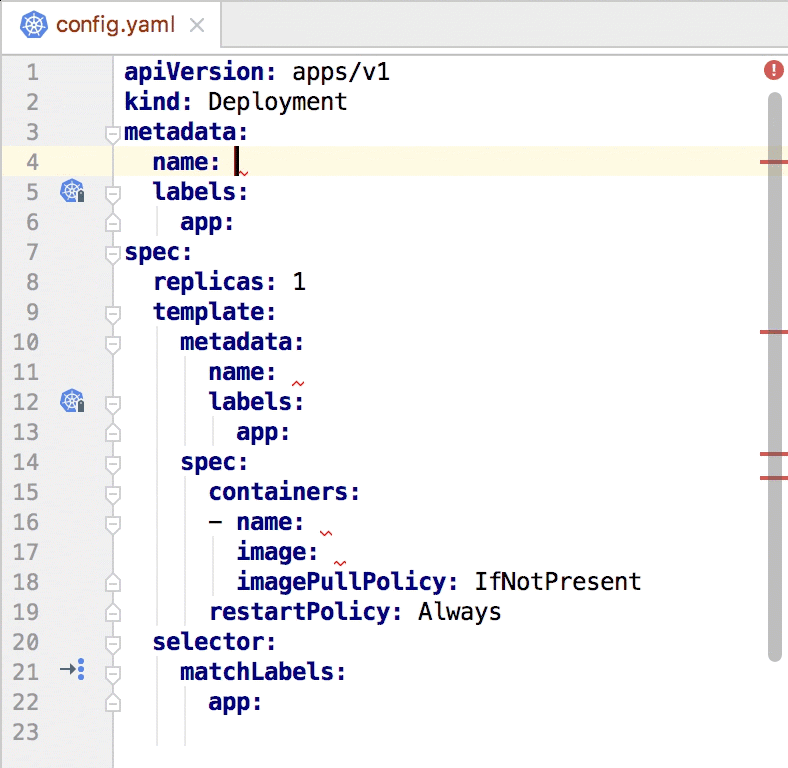 config.yaml
1 apiVersion: apps/v1
2 kind: Deployment
3 metadata:
4   name:
5   labels:
6     app:
7 spec:
8   replicas: 1
9   template:
10     metadata:
11       name:
12       labels:
13         app:
14     spec:
15       containers:
16       - name:
17         image:
18         imagePullPolicy: IfNotPresent
19       restartPolicy: Always
20   selector:
21     matchLabels:
22       app:
23